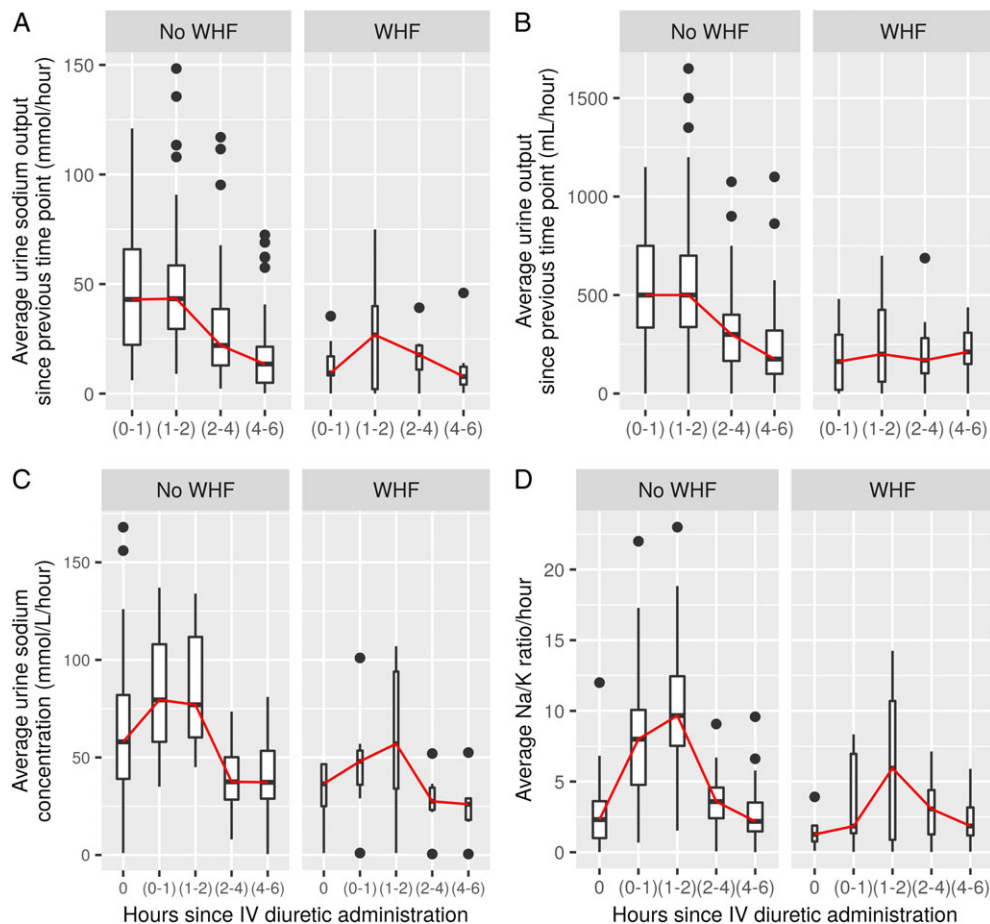 A
No WHF
WHF
Average urine sodium output
since previous time point (mmol/hour)
150
100
50
0
(0-1) (1-2) (2-4) (4-6)
(0-1) (1-2) (2-4) (4-6)
B
No WHF
WHF
Average urine output
since previous time point (mL/hour)
1500
1000
500
0
(0-1) (1-2) (2-4) (4-6)
(0-1) (1-2) (2-4) (4-6)
C
No WHF
WHF
Average urine sodium
concentration (mmol/L/hour)
150
100
50
0
0 (0-1) (1-2) (2-4) (4-6)
0 (0-1) (1-2) (2-4) (4-6)
Hours since IV diuretic administration
D
No WHF
WHF
Average Na/K ratio/hour
20
15
10
5
0
0 (0-1) (1-2) (2-4) (4-6)
0 (0-1) (1-2) (2-4) (4-6)
Hours since IV diuretic administration